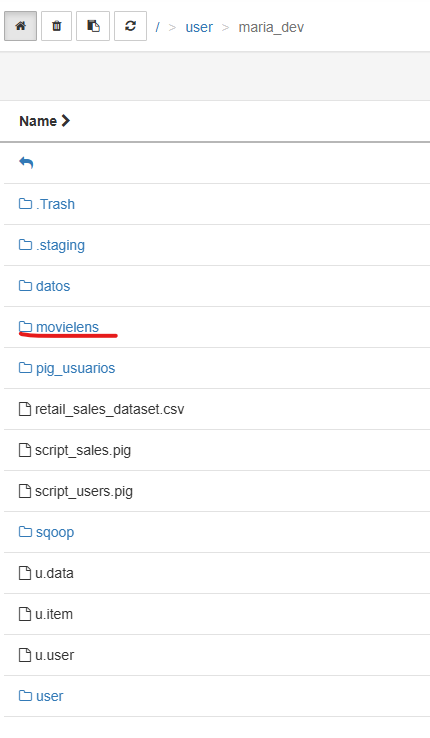 / > user > maria_dev
Name
.Trash
.staging
datos
movielens
pig_usuarios
retail_sales_dataset.csv
script_sales.pig
script_users.pig
sqoop
u.data
u.item
u.user
user